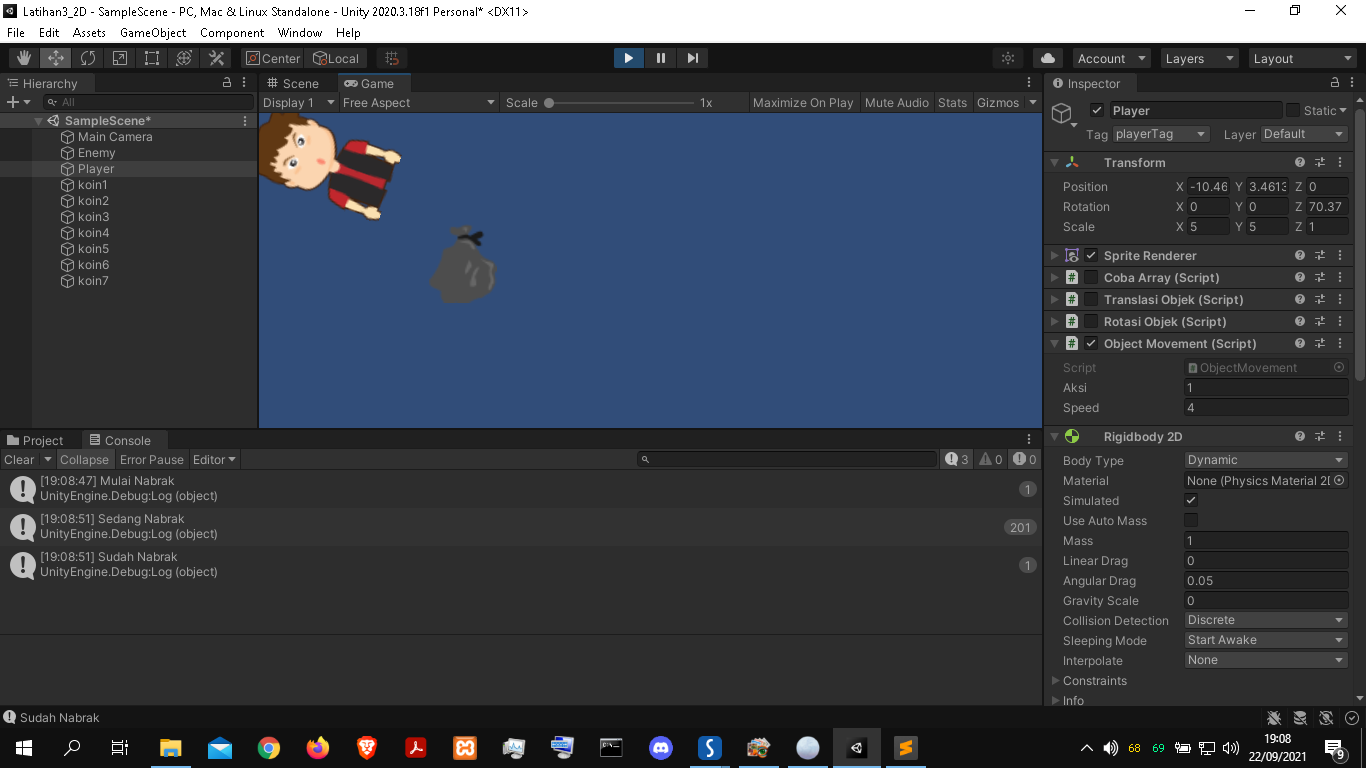 Latihan3_2D - SampleScene - PC, Mac & Linux Standalone - Unity 2020.3.18f1 Personal* <DX11>
File Edit Assets GameObject Component Window Help
Center Local Account Layers Layout
Hierarchy
All
SampleScene*
Main Camera
Enemy
Player
koin1
koin2
koin3
koin4
koin5
koin6
koin7
Scene Game
Display 1 Free Aspect Scale 1x Maximize On Play Mute Audio Stats Gizmos
Inspector
Player Static
Tag playerTag Layer Default
Transform
Position X -10.46 Y 3.4613 Z 0
Rotation X 0 Y 0 Z 70.37
Scale X 5 Y 5 Z 1
Sprite Renderer
# Coba Array (Script)
# Translasi Objek (Script)
# Rotasi Objek (Script)
# Object Movement (Script)
Script # ObjectMovement
Aksi 1
Speed 4
Rigidbody 2D
Body Type Dynamic
Material None (Physics Material 2D
Simulated
Use Auto Mass
Mass 1
Linear Drag 0
Angular Drag 0.05
Gravity Scale 0
Collision Detection Discrete
Sleeping Mode Start Awake
Interpolate None
Constraints
Info
Project Console
Clear Collapse Error Pause Editor 3 0 0
[19:08:47] Mulai Nabrak
UnityEngine.Debug:Log (object) 1
[19:08:51] Sedang Nabrak
UnityEngine.Debug:Log (object) 201
[19:08:51] Sudah Nabrak
UnityEngine.Debug:Log (object) 1
Sudah Nabrak
68 69 19:08
22/09/2021
9